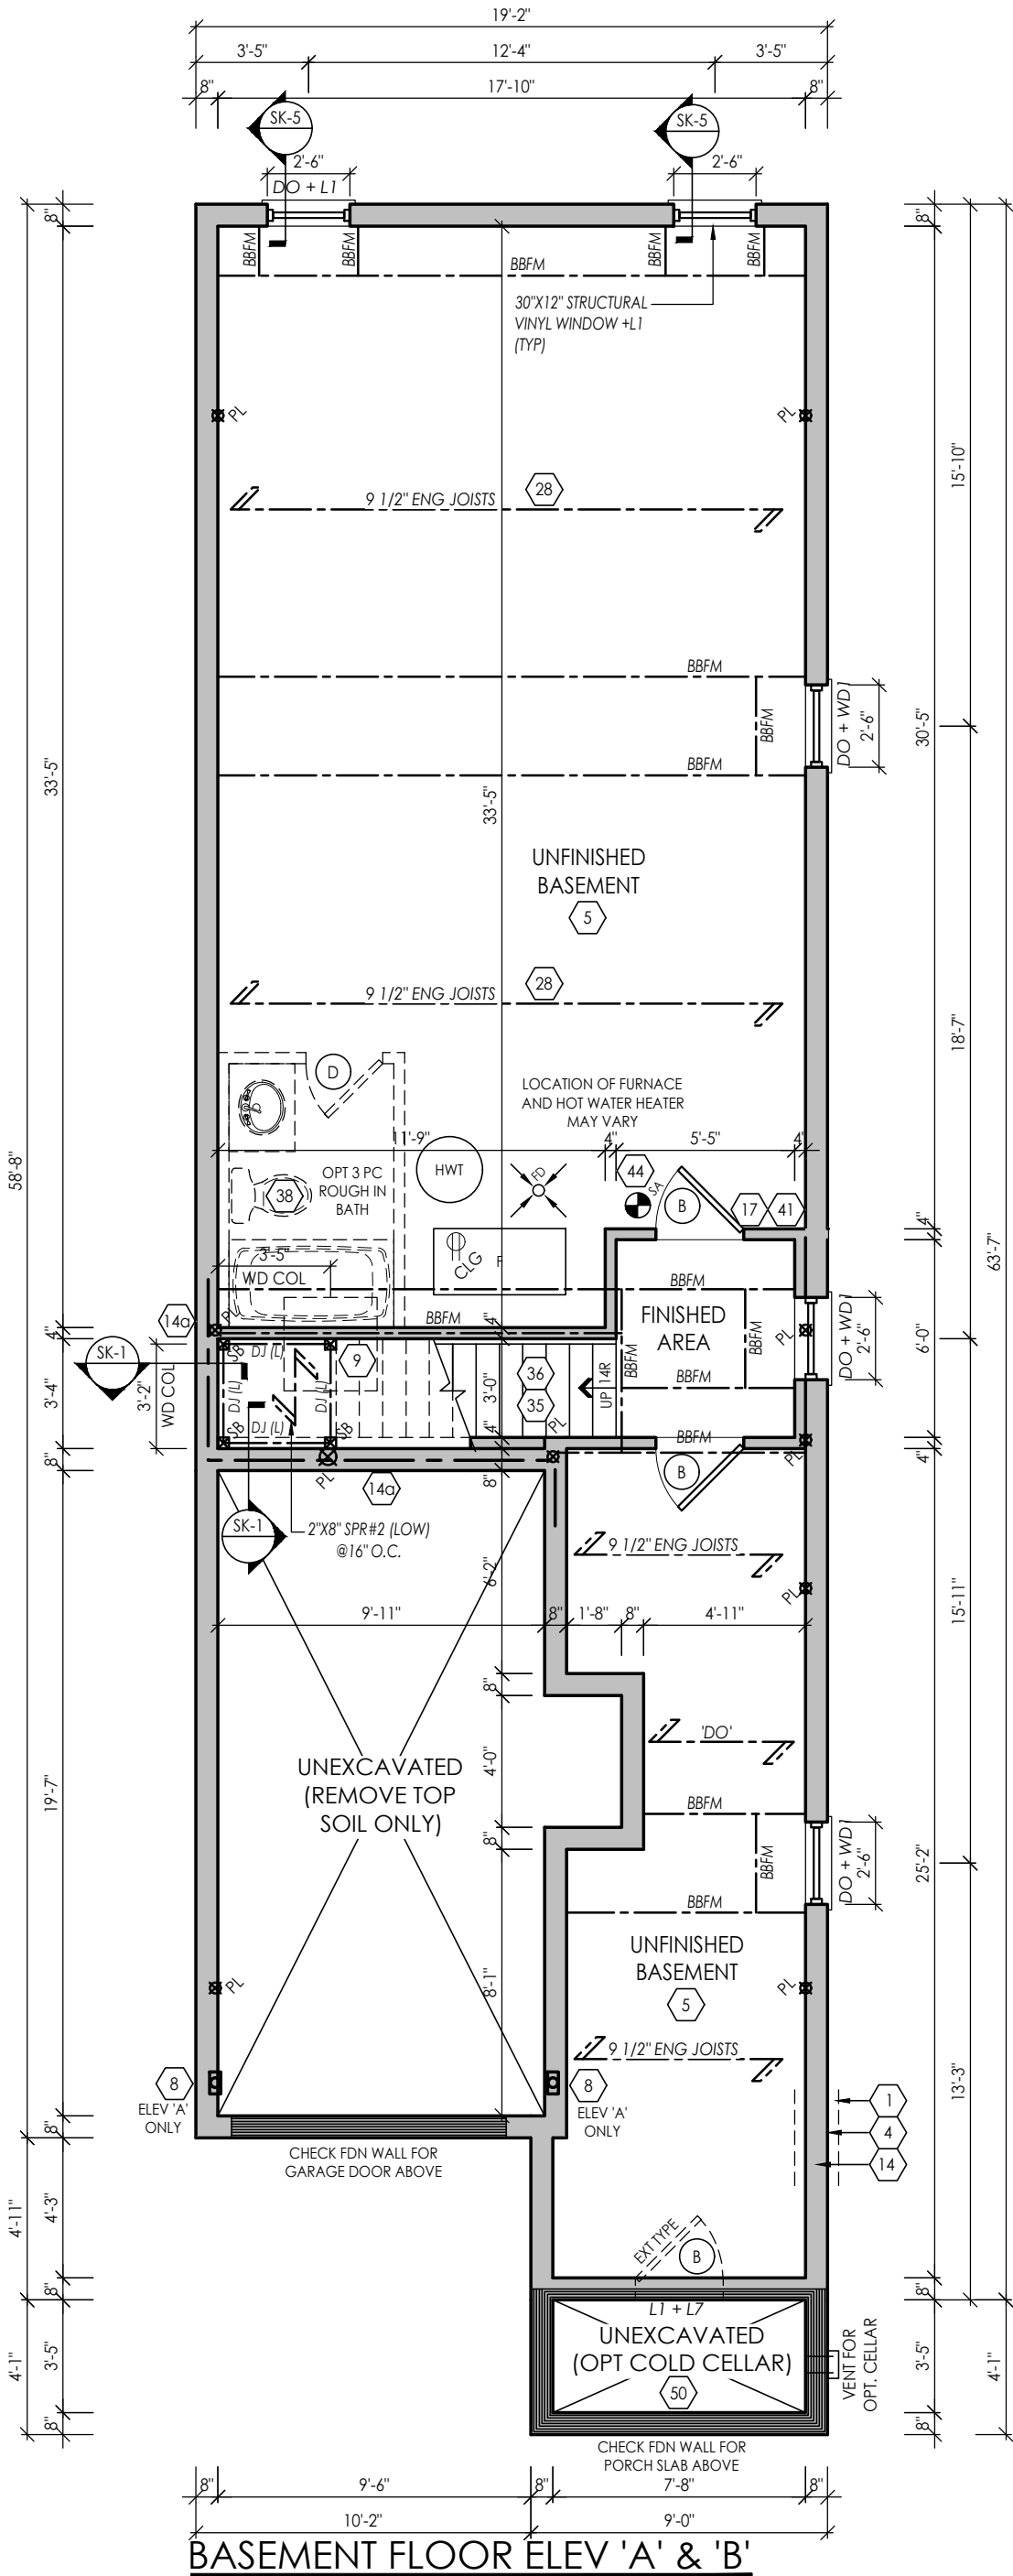 19'-2"
3'-5" 12'-4" 3'-5"
8" 17'-10" 8"
SK-5 SK-5
2'-6" 2'-6"
DO + L1
8" 8"
BBFM BBFM BBFM BBFM BBFM
30"X12" STRUCTURAL
VINYL WINDOW +L1
(TYP)
PL PL
15'-10"
28
9 1/2" ENG JOISTS
BBFM
BBFM
DO + WD1
2'-6"
30'-5"
33'-5"
BBFM
33'-5"
UNFINISHED
BASEMENT
5
28
9 1/2" ENG JOISTS
18'-7"
D
LOCATION OF FURNACE
AND HOT WATER HEATER
MAY VARY
58'-8"
11'-9" 4" 5'-5" 4"
HWT
FD
44
SA
B
17 41
OPT 3 PC
ROUGH IN
BATH
38
4"
63'-7"
3'-5"
WD COL
CLG F
BBFM
FINISHED
AREA
BBFM
BBFM
BBFM
DO + WD1
2'-6"
6'-0"
14a
PL
BBFM
4"
4"
PL
SK-1
3'-2"
WD COL
3'-4"
SB DJ (L)
DJ (L)
DJ (L)
SB DJ (L) SB
9
3'-0"
36
35
UP 14R
BBFM
4"
PL
BBFM
8"
PL
14a
8"
B
PL
4"
SK-1
2"X8" SPR#2 (LOW)
@16" O.C.
9 1/2" ENG JOISTS
6'-2"
PL
9'-11" 8" 1'-8" 8" 4'-11"
15'-11"
8"
'DO'
4'-0"
UNEXCAVATED
(REMOVE TOP
SOIL ONLY)
19'-7"
BBFM
8"
BBFM
DO + WD1
2'-6"
25'-2"
BBFM
UNFINISHED
BASEMENT
5
PL
8'-1"
PL
9 1/2" ENG JOISTS
13'-3"
8
ELEV 'A'
ONLY
8
ELEV 'A'
ONLY
1
4
14
8"
CHECK FDN WALL FOR
GARAGE DOOR ABOVE
4'-11"
4'-3"
EXT TYPE
B
8"
8"
L1 + L7
UNEXCAVATED
(OPT COLD CELLAR)
50
VENT FOR
OPT. CELLAR
4'-1"
3'-5"
3'-5"
4'-1"
8"
8"
CHECK FDN WALL FOR
PORCH SLAB ABOVE
8" 9'-6" 8" 7'-8" 8"
10'-2" 9'-0"
BASEMENT FLOOR ELEV 'A' & 'B'